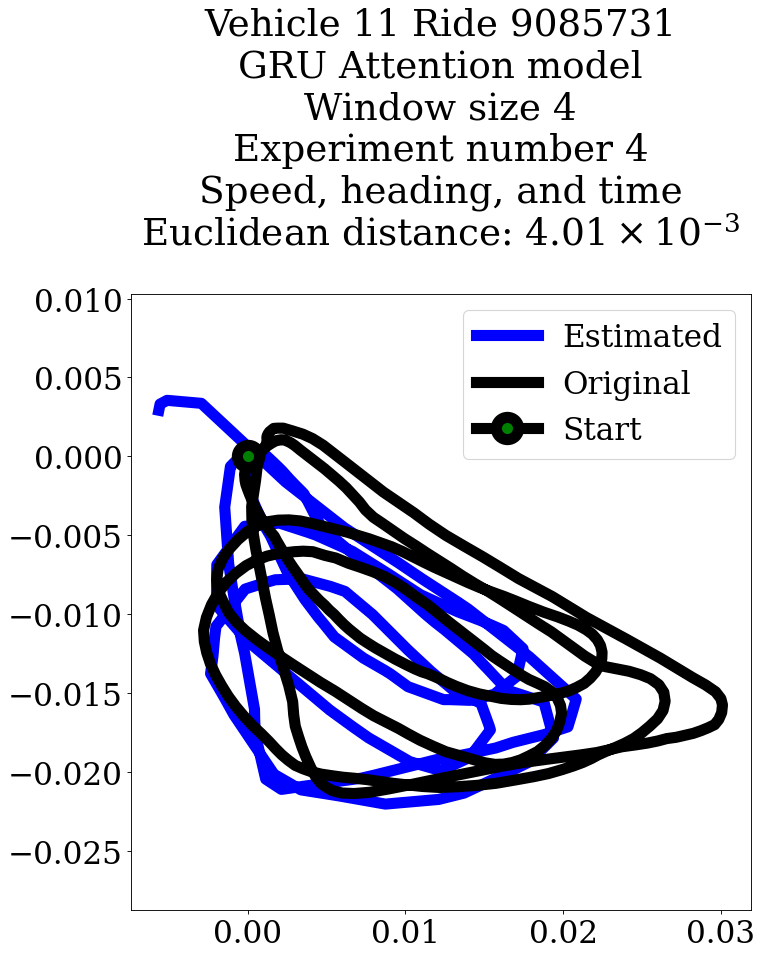 Vehicle 11 Ride 9085731
GRU Attention model
Window size 4
Experiment number 4
Speed, heading, and time
Euclidean distance: 4.01 × 10⁻³
0.010
0.005
0.000
−0.005
−0.010
−0.015
−0.020
−0.025
Estimated
Original
Start
0.00
0.01
0.02
0.03